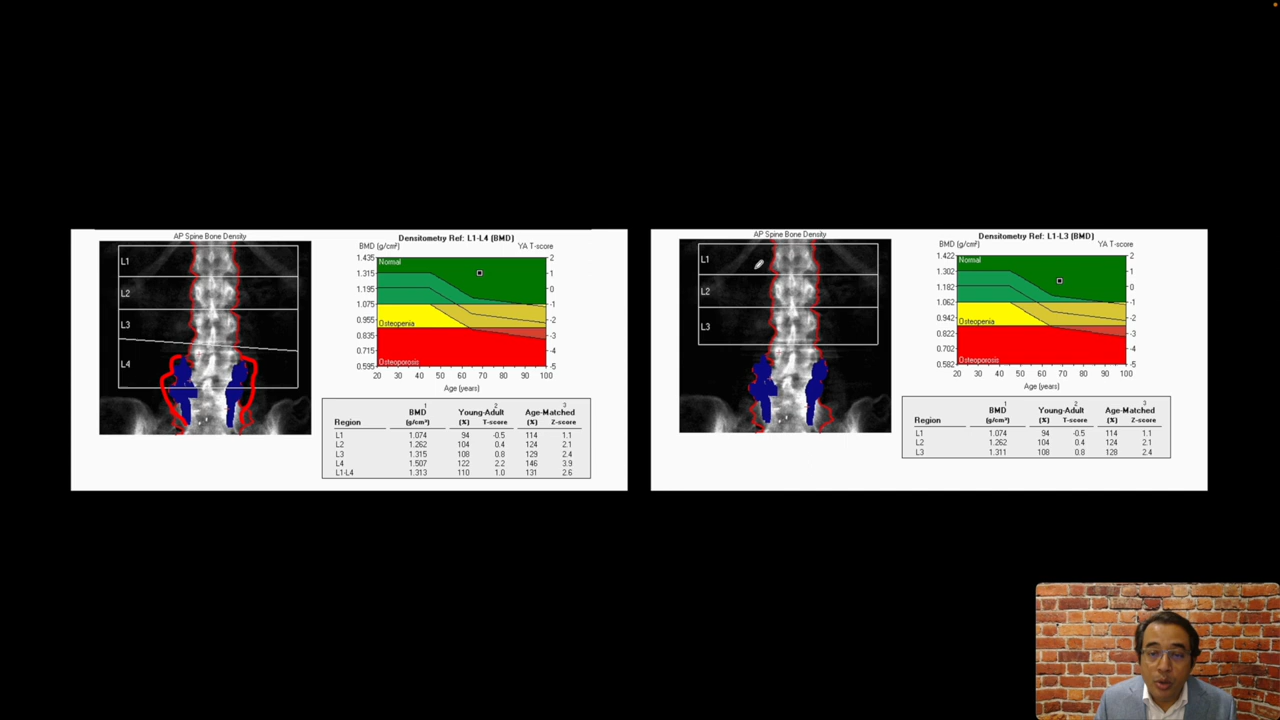 AP Spine Bone Density
L1
L2
L3
L4
Densitometry Ref: L1-L4 (BMD)
BMD (g/cm²) YA T-score
1.435 2
1.315 1
1.195 0
1.075 -1
0.955 -2
0.835 -3
0.715 -4
0.595 -5
Normal
Osteopenia
Osteoporosis
20 30 40 50 60 70 80 90 100
Age (years)
1 2 3
BMD Young-Adult Age-Matched
Region (g/cm²) (%) T-score (%) Z-score
L1 1.074 94 -0.5 114 1.1
L2 1.262 104 0.4 124 2.1
L3 1.315 108 0.8 129 2.4
L4 1.507 122 2.2 146 3.9
L1-L4 1.313 110 1.0 131 2.6
AP Spine Bone Density
L1
L2
L3
Densitometry Ref: L1-L3 (BMD)
BMD (g/cm²) YA T-score
1.422 2
1.302 1
1.182 0
1.062 -1
0.942 -2
0.822 -3
0.702 -4
0.582 -5
Normal
Osteopenia
Osteoporosis
20 30 40 50 60 70 80 90 100
Age (years)
1 2 3
BMD Young-Adult Age-Matched
Region (g/cm²) (%) T-score (%) Z-score
L1 1.074 94 -0.5 114 1.1
L2 1.262 104 0.4 124 2.1
L3 1.311 108 0.8 128 2.4